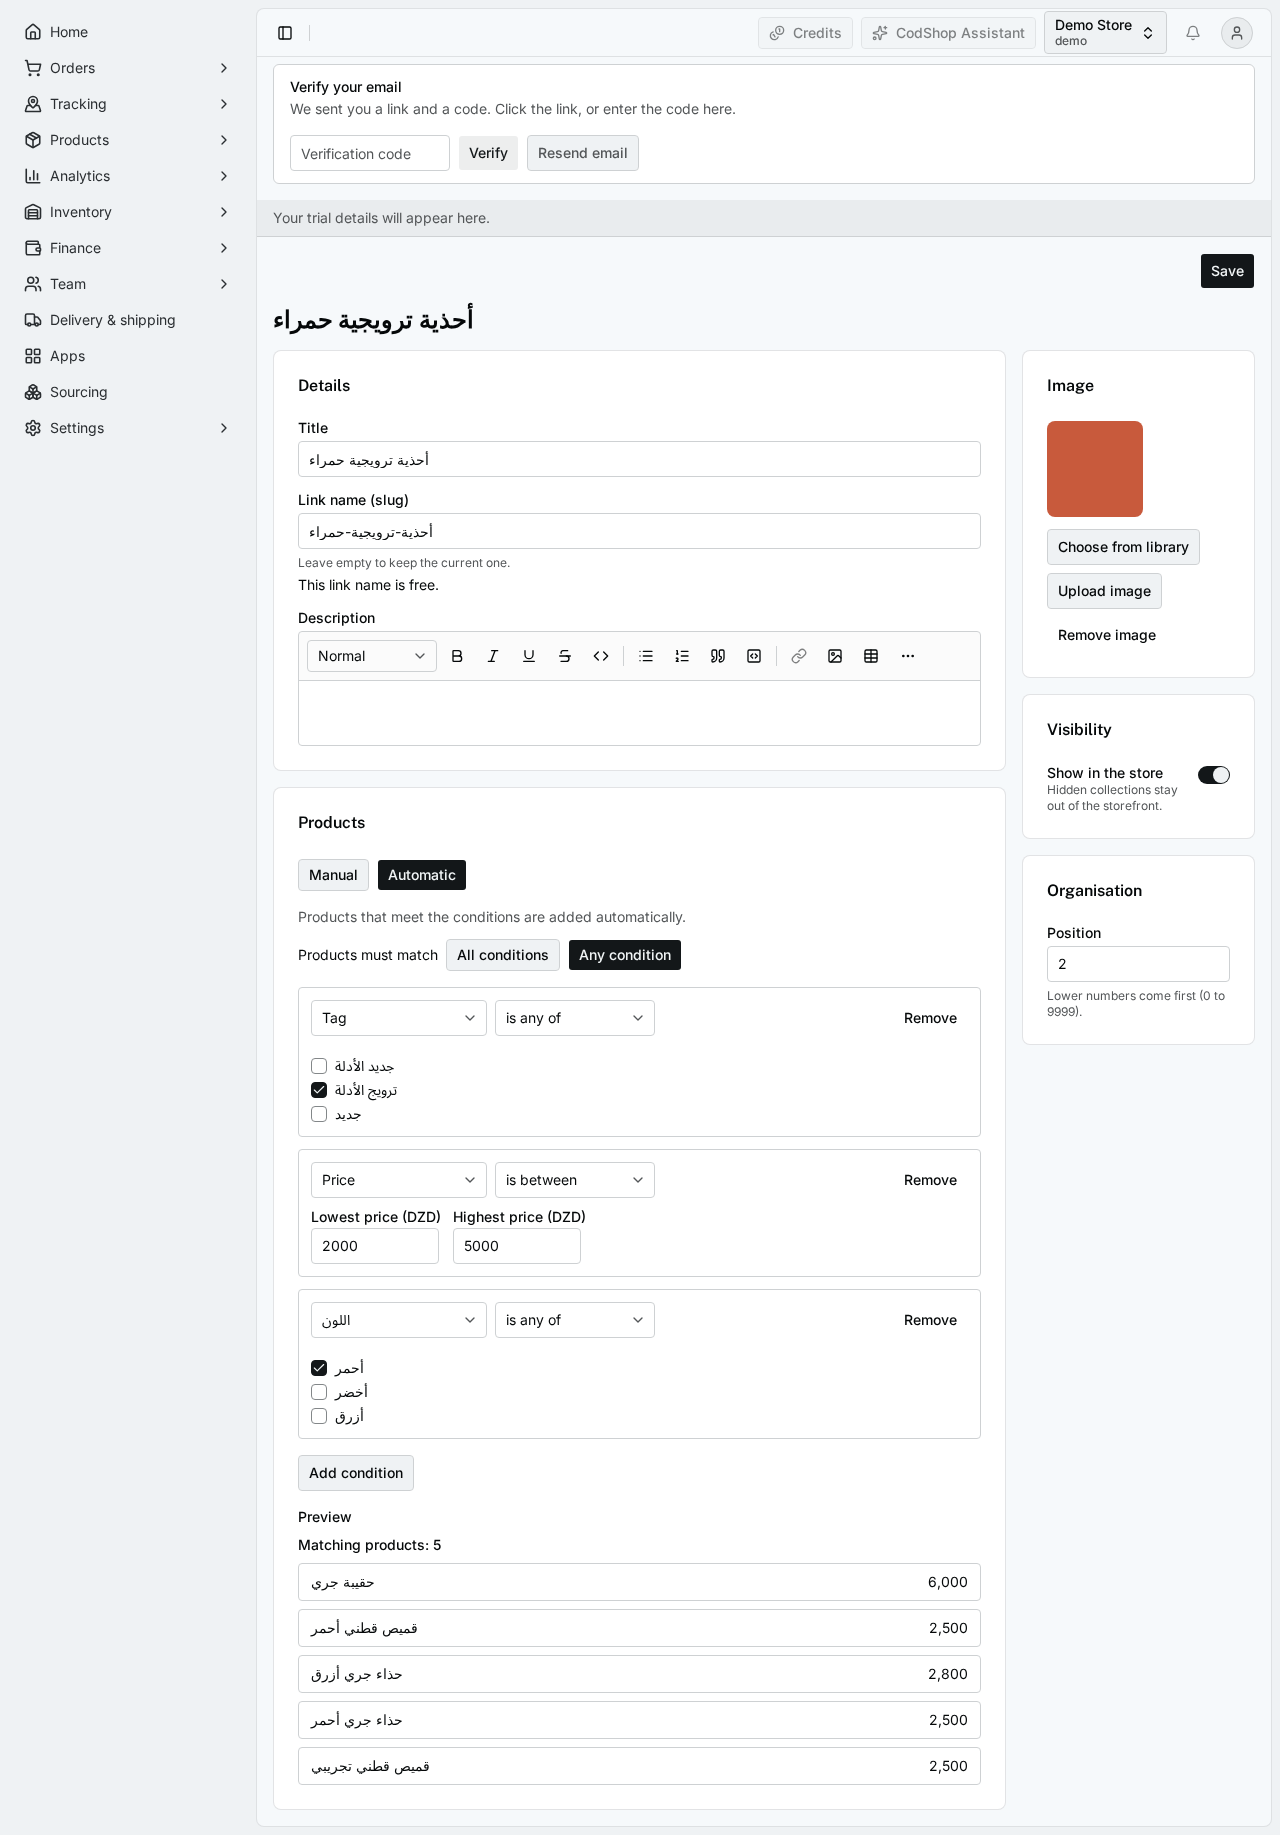 Home
Orders
Tracking
Products
Analytics
Inventory
Finance
Team
Delivery & shipping
Apps
Sourcing
Settings
Credits
CodShop Assistant
Demo Store
demo
Verify your email
We sent you a link and a code. Click the link, or enter the code here.
Verification code
Verify
Resend email
Your trial details will appear here.
Save
أحذية ترويجية حمراء
Details
Title
أحذية ترويجية حمراء
Link name (slug)
أحذية-ترويجية-حمراء
Leave empty to keep the current one.
This link name is free.
Description
Normal
Products
Manual
Automatic
Products that meet the conditions are added automatically.
Products must match
All conditions
Any condition
Tag
is any of
Remove
جديد الأدلة
ترويج الأدلة
جديد
Price
is between
Remove
Lowest price (DZD)
Highest price (DZD)
2000
5000
اللون
is any of
Remove
أحمر
أخضر
أزرق
Add condition
Preview
Matching products: 5
حقيبة جري
6,000
قميص قطني أحمر
2,500
حذاء جري أزرق
2,800
حذاء جري أحمر
2,500
قميص قطني تجريبي
2,500
Image
Choose from library
Upload image
Remove image
Visibility
Show in the store
Hidden collections stay
out of the storefront.
Organisation
Position
2
Lower numbers come first (0 to
9999).